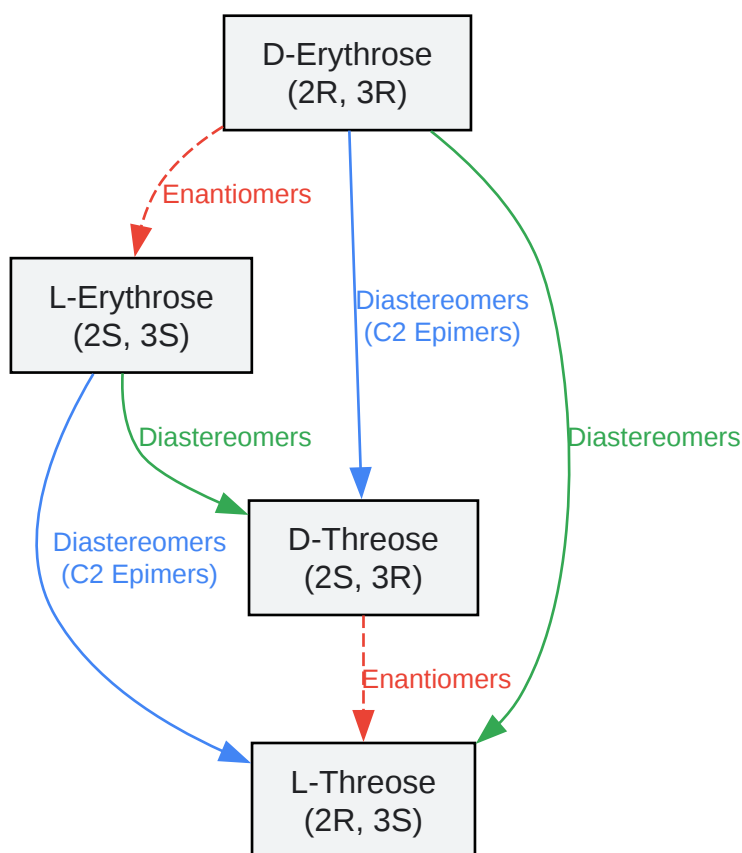 D-Erythrose
(2R, 3R)
Enantiomers
L-Erythrose
(2S, 3S)
Diastereomers
(C2 Epimers)
Diastereomers
Diastereomers
Diastereomers
(C2 Epimers)
D-Threose
(2S, 3R)
Enantiomers
L-Threose
(2R, 3S)